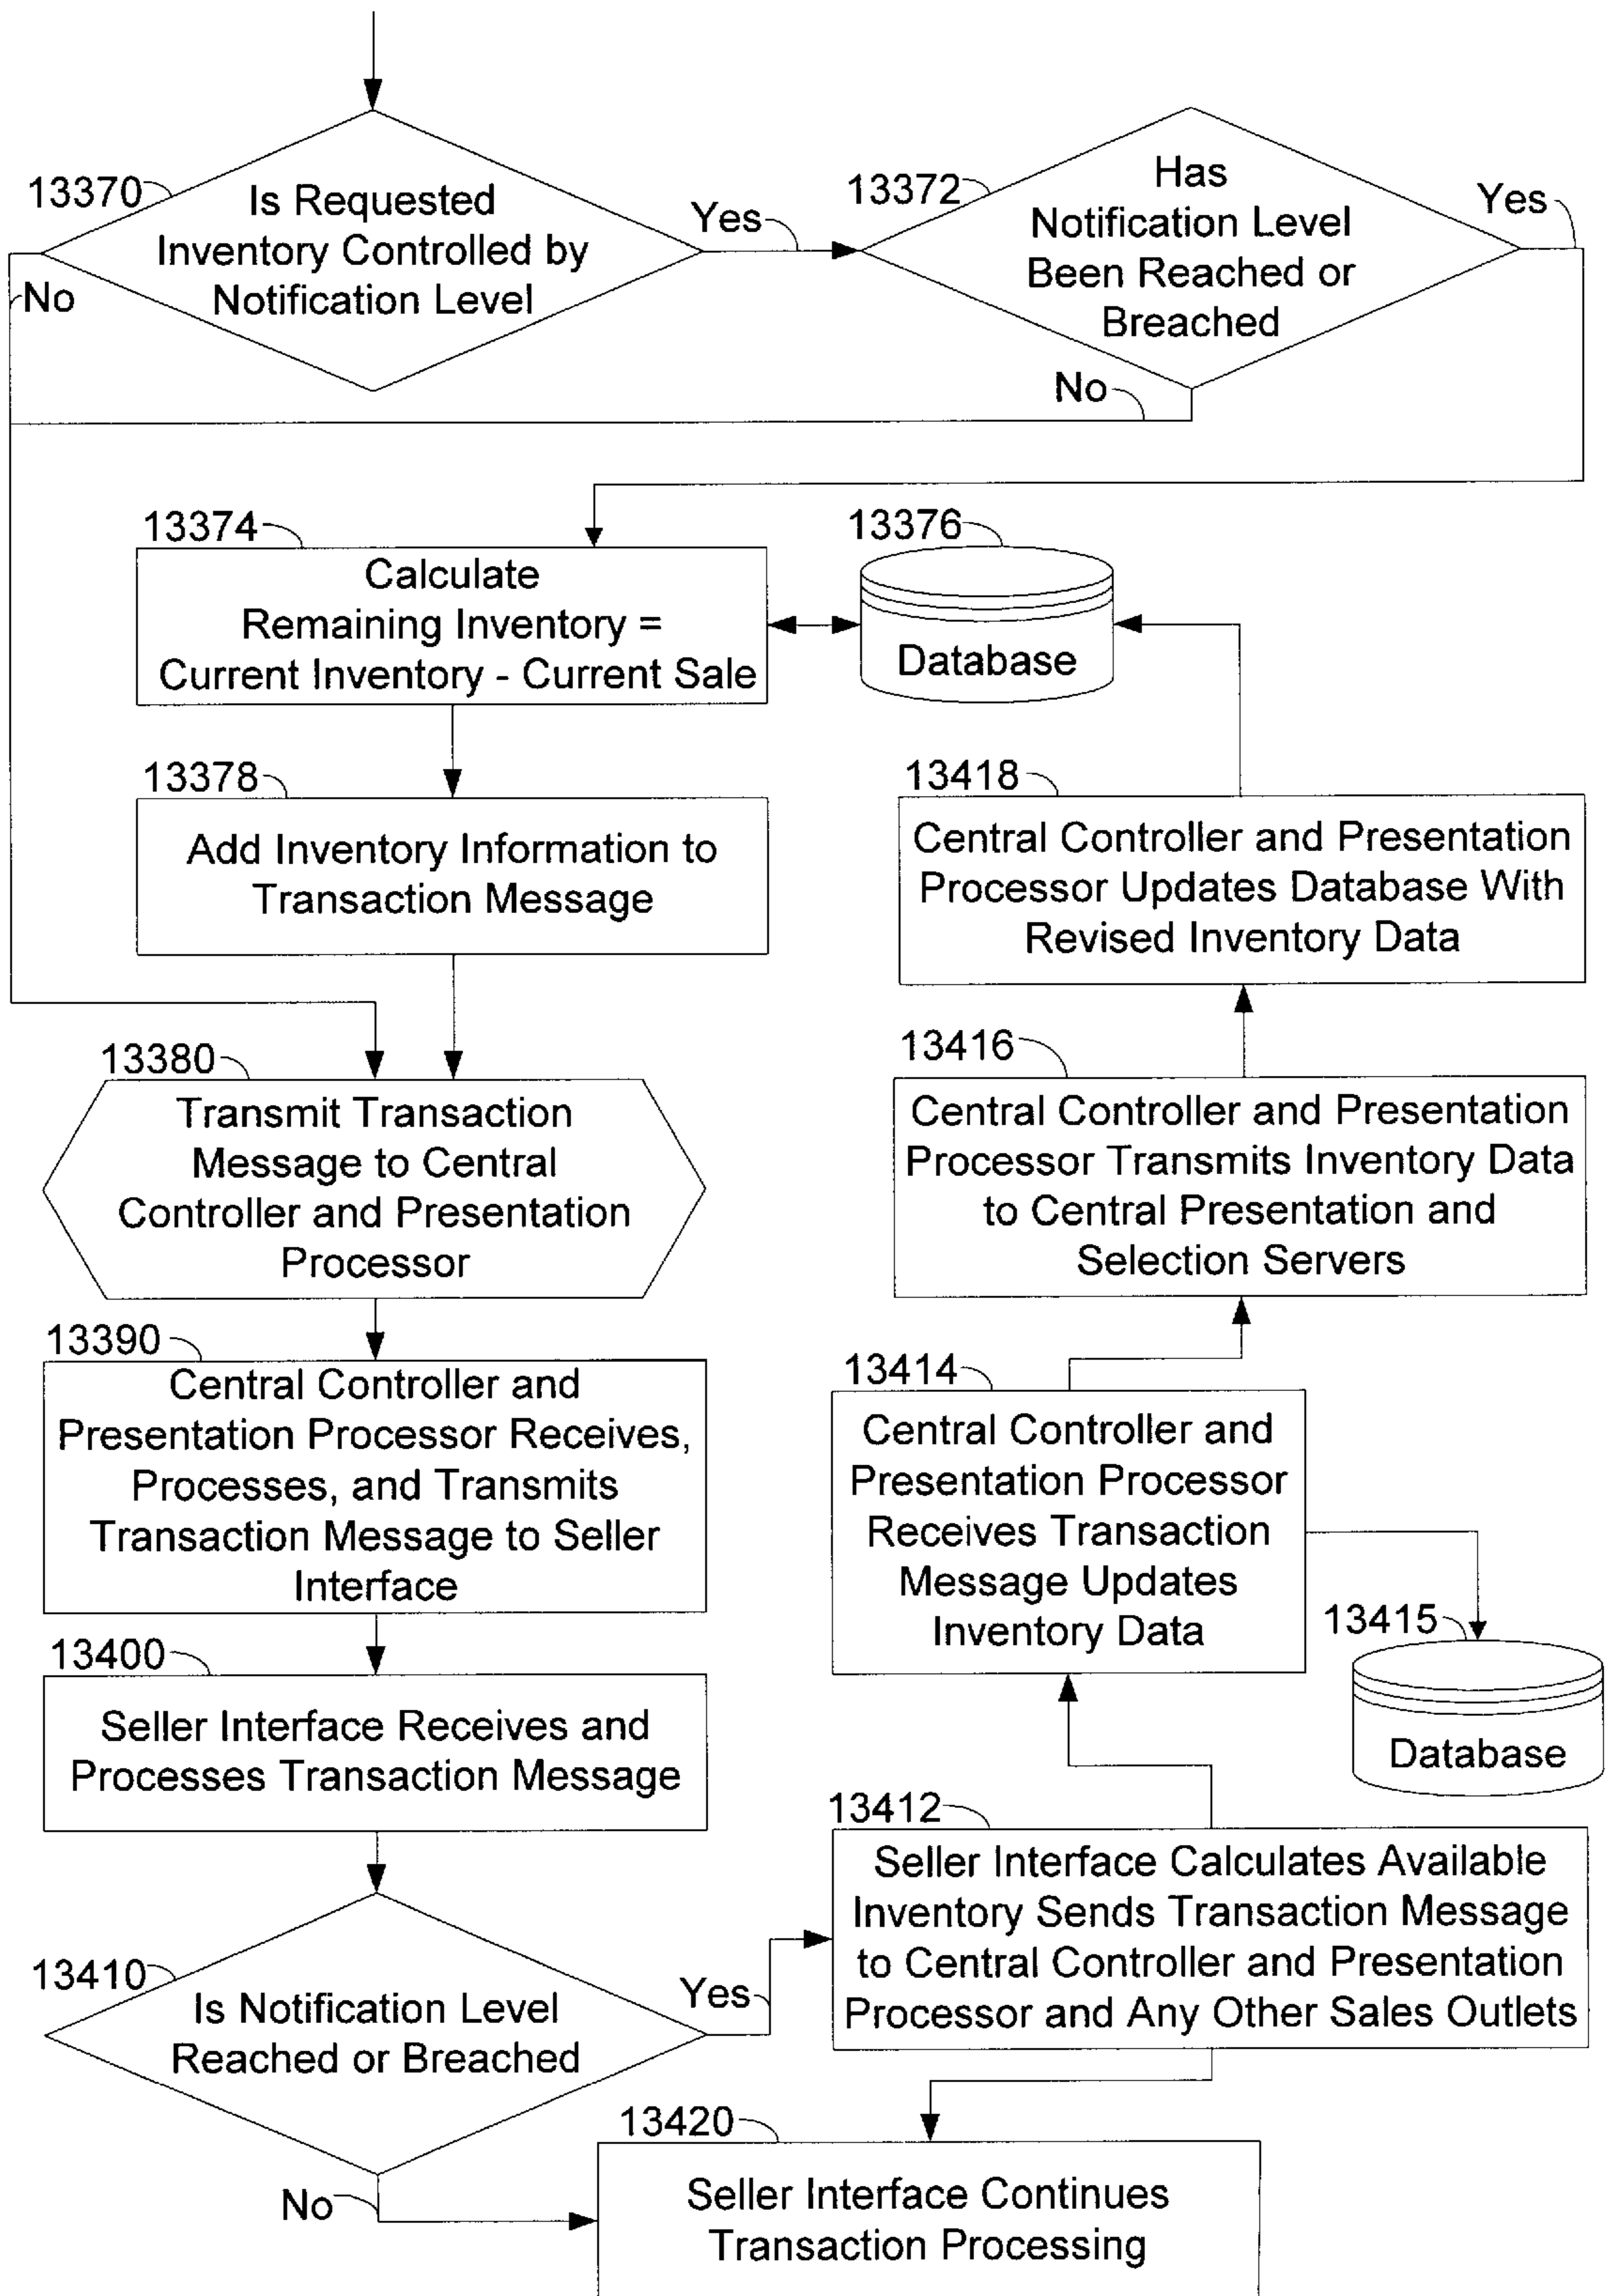 13370
Is Requested
Inventory Controlled by
Notification Level
Yes
No
13372
Has
Notification Level
Been Reached or
Breached
Yes
No
13374
Calculate
Remaining Inventory =
Current Inventory - Current Sale
13376
Database
13378
Add Inventory Information to
Transaction Message
13418
Central Controller and Presentation
Processor Updates Database With
Revised Inventory Data
13380
Transmit Transaction
Message to Central
Controller and Presentation
Processor
13416
Central Controller and Presentation
Processor Transmits Inventory Data
to Central Presentation and
Selection Servers
13390
Central Controller and
Presentation Processor Receives,
Processes, and Transmits
Transaction Message to Seller
Interface
13414
Central Controller and
Presentation Processor
Receives Transaction
Message Updates
Inventory Data
13415
Database
13400
Seller Interface Receives and
Processes Transaction Message
13412
Seller Interface Calculates Available
Inventory Sends Transaction Message
to Central Controller and Presentation
Processor and Any Other Sales Outlets
13410
Is Notification Level
Reached or Breached
Yes
No
13420
Seller Interface Continues
Transaction Processing